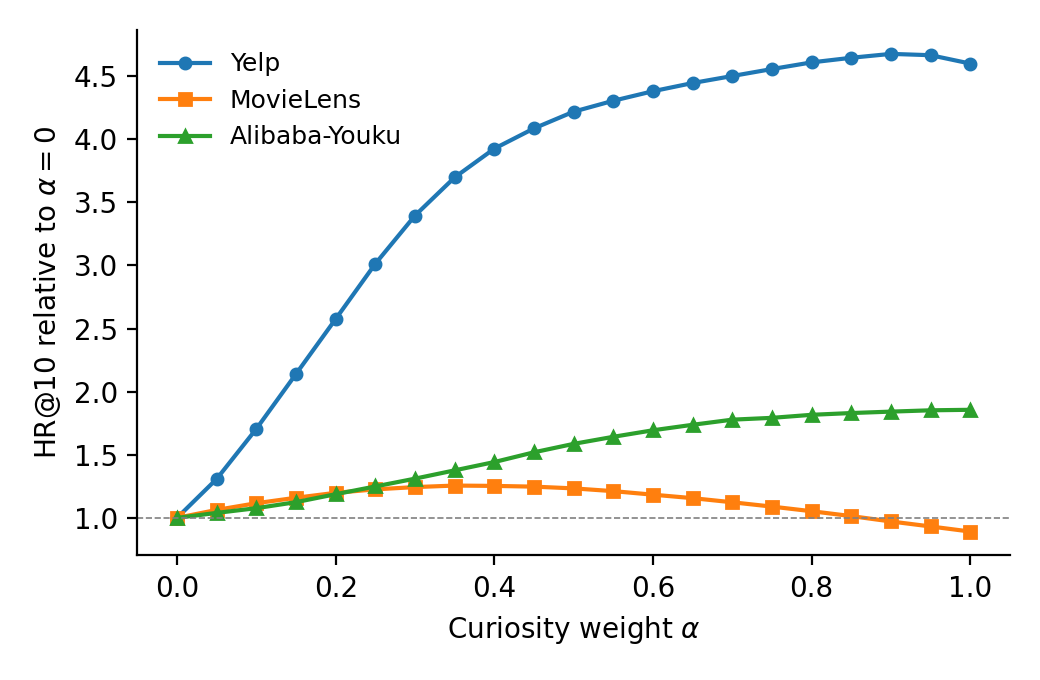 Yelp
MovieLens
Alibaba-Youku
HR@10 relative to α = 0
4.5
4.0
3.5
3.0
2.5
2.0
1.5
1.0
0.0 0.2 0.4 0.6 0.8 1.0
Curiosity weight α